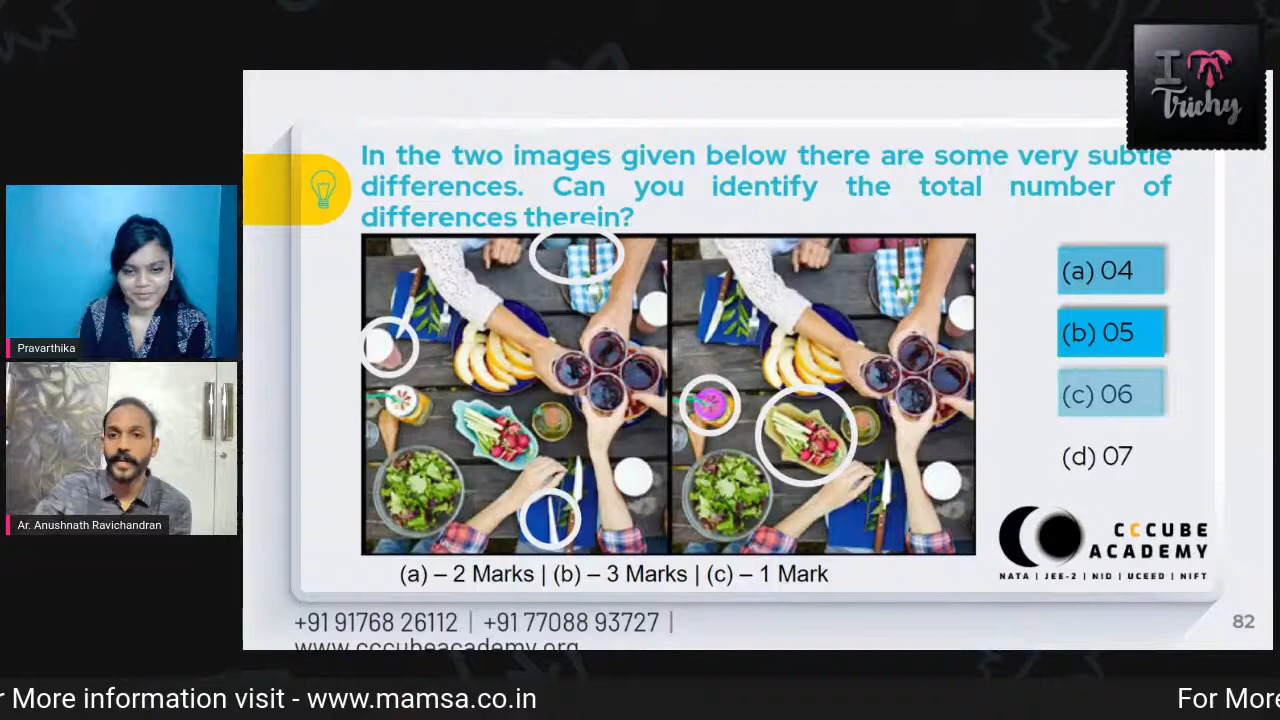 I
Trichy
In the two images given below there are some very subtle
differences. Can you identify the total number of
differences therein?
(a) 04
(b) 05
(c) 06
(d) 07
Pravarthika
Ar. Anushnath Ravichandran
CCCUBE
ACADEMY
NATA | JEE-2 | NID | UCEED | NIFT
(a) – 2 Marks | (b) – 3 Marks | (c) – 1 Mark
+91 91768 26112 | +91 77088 93727 |
www.cccubeacademy.org
82
r More information visit - www.mamsa.co.in
For More